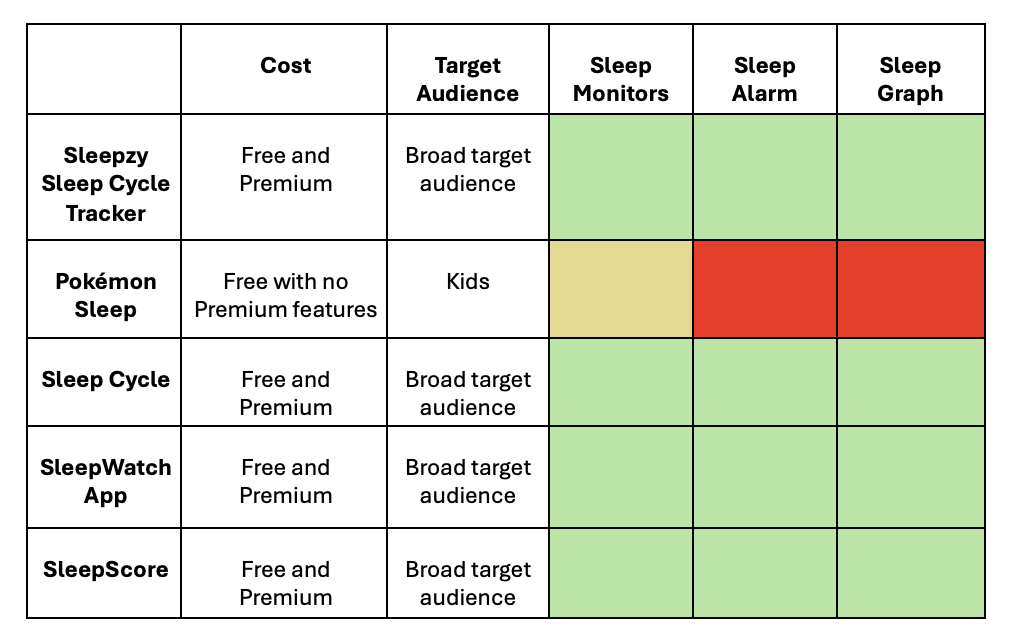 Cost
Target
Audience
Sleep
Monitors
Sleep
Alarm
Sleep
Graph
Sleepzy
Sleep Cycle
Tracker
Free and
Premium
Broad target
audience
Pokémon
Sleep
Free with no
Premium features
Kids
Sleep Cycle
Free and
Premium
Broad target
audience
SleepWatch
App
Free and
Premium
Broad target
audience
SleepScore
Free and
Premium
Broad target
audience